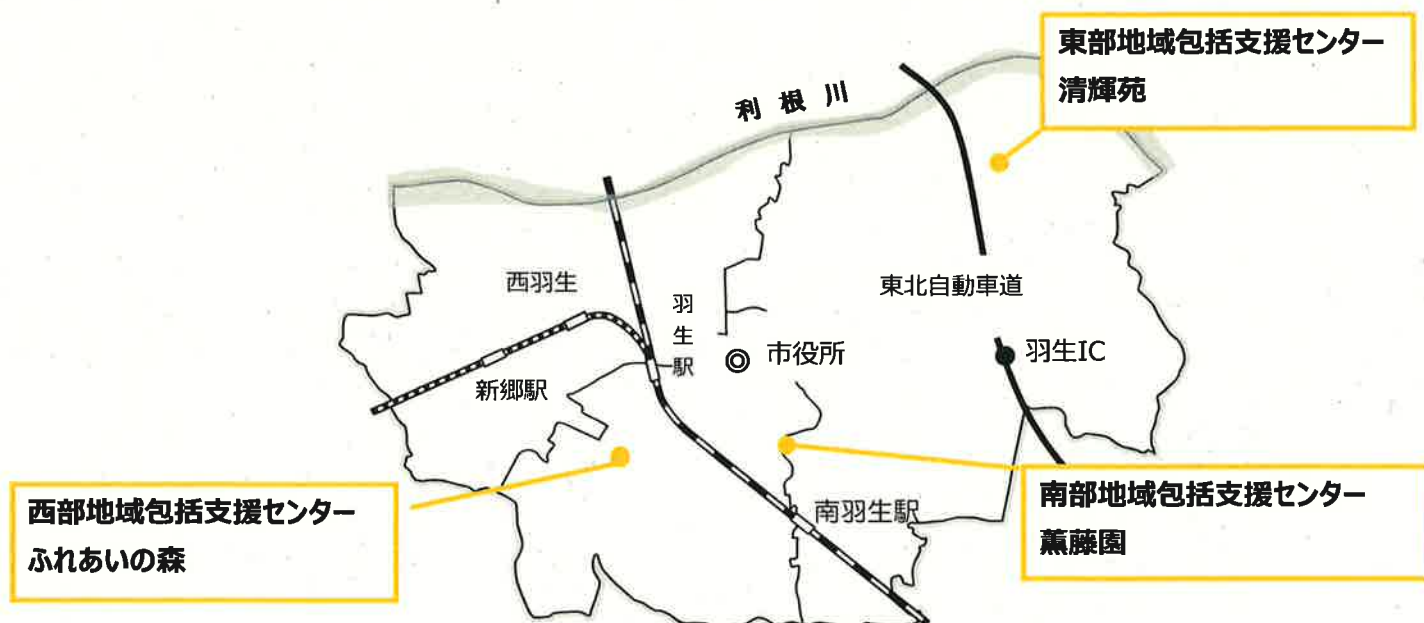 東部地域包括支援センター
清輝苑
利根川
西羽生
羽生駅
東北自動車道
市役所
羽生IC
新郷駅
西部地域包括支援センター
ふれあいの森
南羽生駅
南部地域包括支援センター
薫藤園